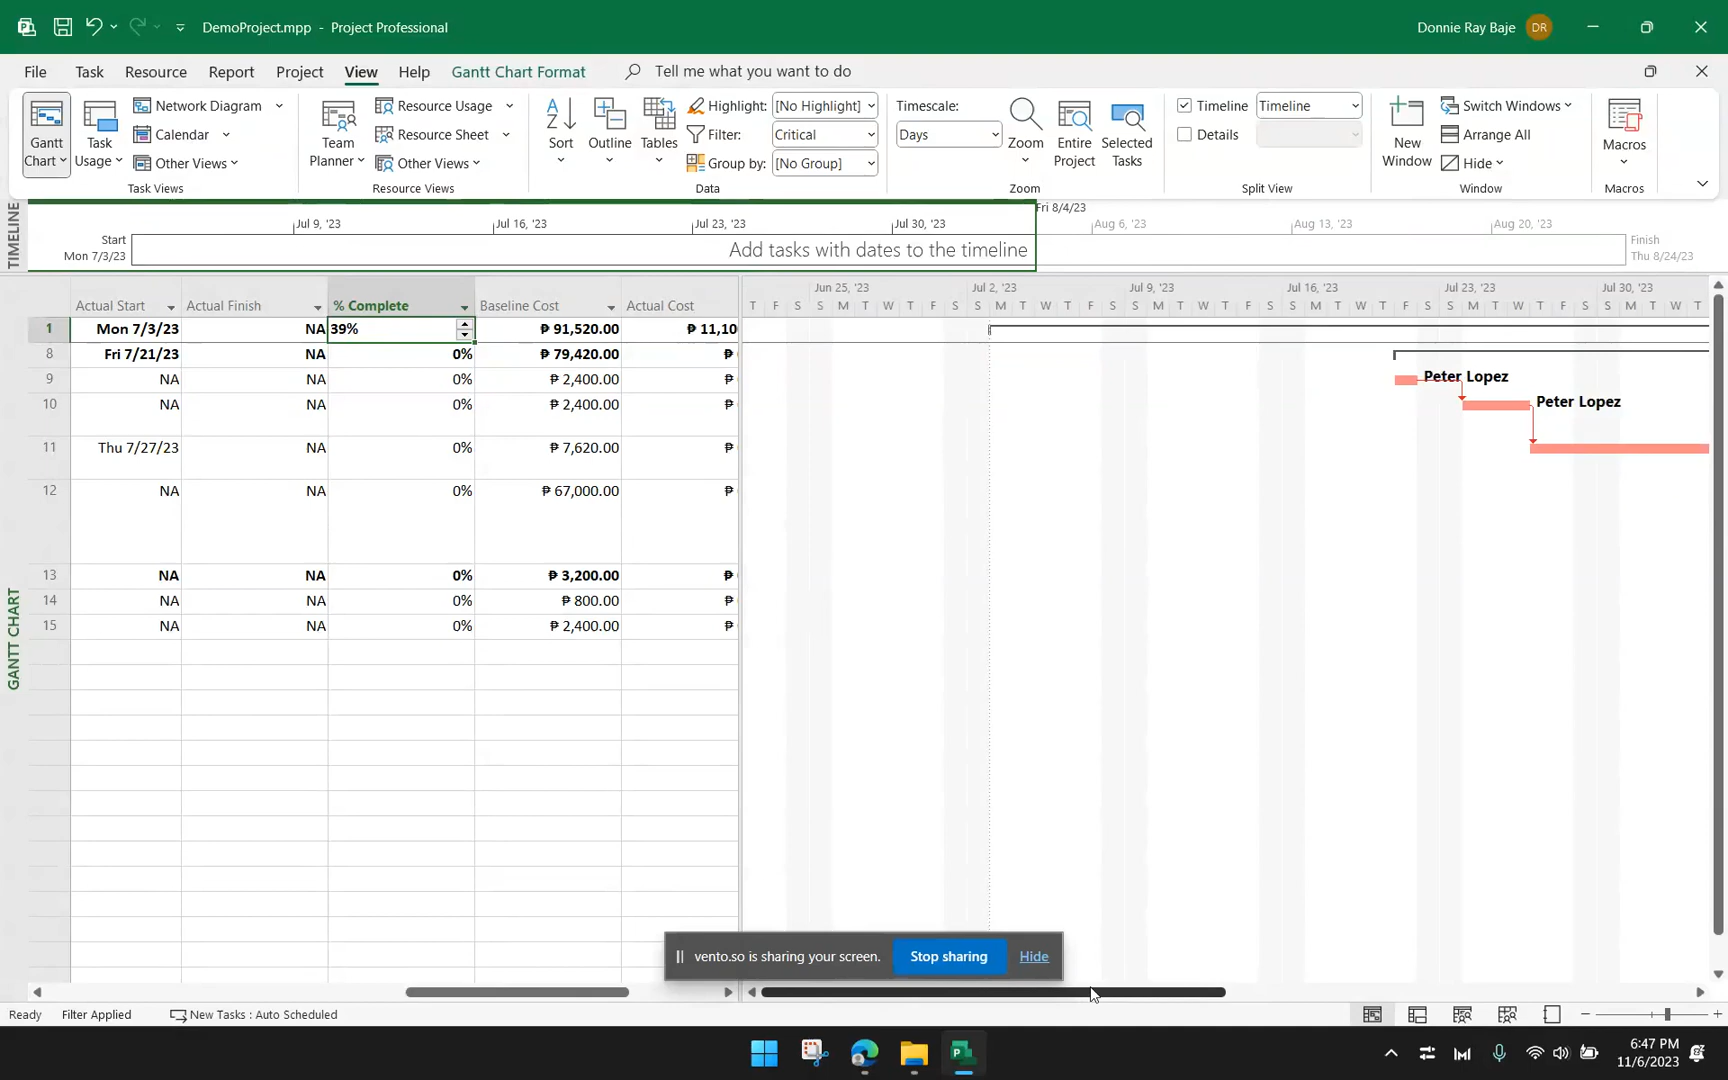 DemoProject.mpp - Project Professional
Donnie Ray Baje DR
File Task Resource Report Project View Help Gantt Chart Format Tell me what you want to do
Gantt Chart
Task Usage
Network Diagram
Calendar
Other Views
Task Views
Team Planner
Resource Usage
Resource Sheet
Other Views
Resource Views
Sort
Outline
Tables
Highlight: [No Highlight]
Filter: Critical
Group by: [No Group]
Data
Timescale:
Days
Zoom
Entire Project
Selected Tasks
Zoom
Timeline Timeline
Details
Split View
New Window
Switch Windows
Arrange All
Hide
Window
Macros
Macros
TIMELINE
Fri 8/4/23
Jul 9, '23 Jul 16, '23 Jul 23, '23 Jul 30, '23 Aug 6, '23 Aug 13, '23 Aug 20, '23
Start
Mon 7/3/23
Add tasks with dates to the timeline
Finish
Thu 8/24/23
Jun 25, '23 Jul 2, '23 Jul 9, '23 Jul 16, '23 Jul 23, '23 Jul 30, '23
Actual Start Actual Finish % Complete Baseline Cost Actual Cost
T F S S M T W T F S S M T W T F S S M T W T F S S M T W T F S S M T W T F S S M T W T
1 Mon 7/3/23 NA 39% ₱ 91,520.00 ₱ 11,10
8 Fri 7/21/23 NA 0% ₱ 79,420.00 ₱
9 NA NA 0% ₱ 2,400.00 ₱
Peter Lopez
10 NA NA 0% ₱ 2,400.00 ₱
Peter Lopez
11 Thu 7/27/23 NA 0% ₱ 7,620.00 ₱
12 NA NA 0% ₱ 67,000.00 ₱
13 NA NA 0% ₱ 3,200.00 ₱
14 NA NA 0% ₱ 800.00 ₱
15 NA NA 0% ₱ 2,400.00 ₱
GANTT CHART
vento.so is sharing your screen. Stop sharing Hide
Ready Filter Applied New Tasks : Auto Scheduled
6:47 PM
11/6/2023